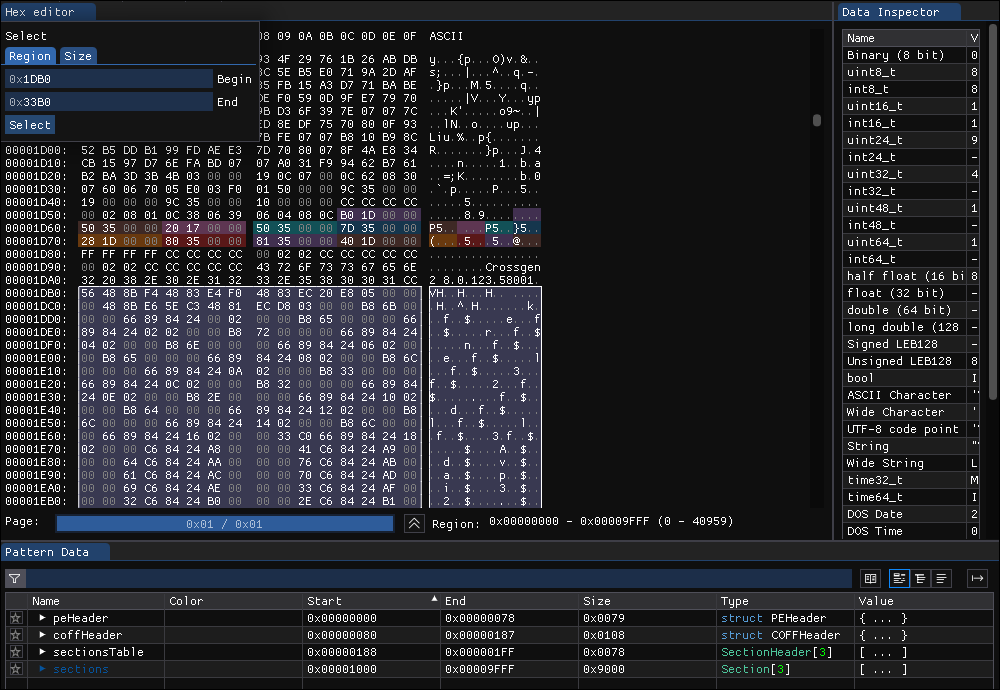 Hex editor
Select
Region Size
0x1DB0 Begin
0x33B0 End
Select
08 09 0A 0B 0C 0D 0E 0F ASCII
4F 29 76 1B 26 AB DB y..{p...O)v.&..
5E B5 E0 71 9A 2D AF s;...|...^..q.-.
FB 15 A3 D7 71 BA BE .}p..M.5....q...
EF F0 59 0D 9F E7 79 70 .....|V...Y...yp
D3 6F 39 7E 07 07 7C ...K'....o9~..|
8E DF 75 70 80 0F 93 ..lN..o...up....
FE 07 07 B8 10 B9 8C Liu.%.p{........
00001D00: 52 B5 DD B1 99 FD AE E3 7D 70 80 07 8F 4A E8 34 R.......}p...J.4
00001D10: CB 15 97 D7 6E FA BD 07 07 A0 31 F9 94 62 B7 61 ....n.....1..b.a
00001D20: B2 BA 3D 3B 4B 03 00 00 19 0C 07 00 0C 62 08 30 ..=;K........b.0
00001D30: 07 60 06 70 05 E0 03 F0 01 50 00 00 9C 35 00 00 .`.p.....P...5..
00001D40: 19 00 00 00 9C 35 00 00 00 00 00 00 CC CC CC CC .....5..........
00001D50: 00 02 08 01 0C 38 06 39 06 04 08 0C B0 1D 00 00 .....8.9........
00001D60: 50 35 00 00 20 17 00 00 50 35 00 00 7D 35 00 00 P5.. ...P5..}5..
00001D70: 28 1D 00 00 80 35 00 00 81 35 00 00 40 1D 00 00 (....5...5..@...
00001D80: FF FF FF FF CC CC CC CC 00 02 02 CC CC CC CC CC ................
00001D90: 00 02 02 CC CC CC CC CC 43 72 6F 73 73 67 65 6E ........Crossgen
00001DA0: 32 20 38 2E 30 2E 31 32 33 2E 35 38 30 30 31 CC 2 8.0.123.58001.
00001DB0: 56 48 8B F4 48 83 E4 F0 48 83 EC 20 E8 05 00 00 VH..H...H.. ....
00001DC0: 00 48 8B E6 5E C3 48 81 EC D8 03 00 00 B8 6B 00 .H..^.H.......k.
00001DD0: 00 00 66 89 84 24 00 02 00 00 B8 65 00 00 00 66 ..f..$.....e...f
00001DE0: 89 84 24 02 02 00 00 B8 72 00 00 00 66 89 84 24 ..$.....r...f..$
00001DF0: 04 02 00 00 B8 6E 00 00 00 66 89 84 24 06 02 00 .....n...f..$...
00001E00: 00 B8 65 00 00 00 66 89 84 24 08 02 00 00 B8 6C ..e...f..$.....l
00001E10: 00 00 00 66 89 84 24 0A 02 00 00 B8 33 00 00 00 ...f..$.....3...
00001E20: 66 89 84 24 0C 02 00 00 B8 32 00 00 00 66 89 84 f..$.....2...f..
00001E30: 24 0E 02 00 00 B8 2E 00 00 00 66 89 84 24 10 02 $.........f..$..
00001E40: 00 00 B8 64 00 00 00 66 89 84 24 12 02 00 00 B8 ...d...f..$.....
00001E50: 6C 00 00 00 66 89 84 24 14 02 00 00 B8 6C 00 00 l...f..$.....l..
00001E60: 00 66 89 84 24 16 02 00 00 33 C0 66 89 84 24 18 .f..$....3.f..$.
00001E70: 02 00 00 C6 84 24 A8 00 00 00 41 C6 84 24 A9 00 .....$....A..$..
00001E80: 00 00 64 C6 84 24 AA 00 00 00 76 C6 84 24 AB 00 ..d..$....v..$..
00001E90: 00 00 61 C6 84 24 AC 00 00 00 70 C6 84 24 AD 00 ..a..$....p..$..
00001EA0: 00 00 69 C6 84 24 AE 00 00 00 33 C6 84 24 AF 00 ..i..$....3..$..
00001EB0: 00 00 32 C6 84 24 B0 00 00 00 2E C6 84 24 B1 00 ..2..$.......$..
Page: 0x01 / 0x01 Region: 0x00000000 - 0x00009FFF (0 - 40959)
Data Inspector
Name V
Binary (8 bit) 0
uint8_t 8
int8_t 8
uint16_t 1
int16_t 1
uint24_t 9
int24_t -
uint32_t 4
int32_t -
uint48_t 1
int48_t -
uint64_t 1
int64_t -
half float (16 bi 8
float (32 bit) -
double (64 bit) -
long double (128 -
Signed LEB128 -
Unsigned LEB128 8
bool I
ASCII Character '
Wide Character '
UTF-8 code point '
String "
Wide String L
time32_t M
time64_t I
DOS Date 2
DOS Time 0
Pattern Data
Name Color Start End Size Type Value
peHeader 0x00000000 0x00000078 0x0079 struct PEHeader { ... }
coffHeader 0x00000080 0x00000187 0x0108 struct COFFHeader { ... }
sectionsTable 0x00000188 0x000001FF 0x0078 SectionHeader[3] [ ... ]
sections 0x00001000 0x00009FFF 0x9000 Section[3] [ ... ]